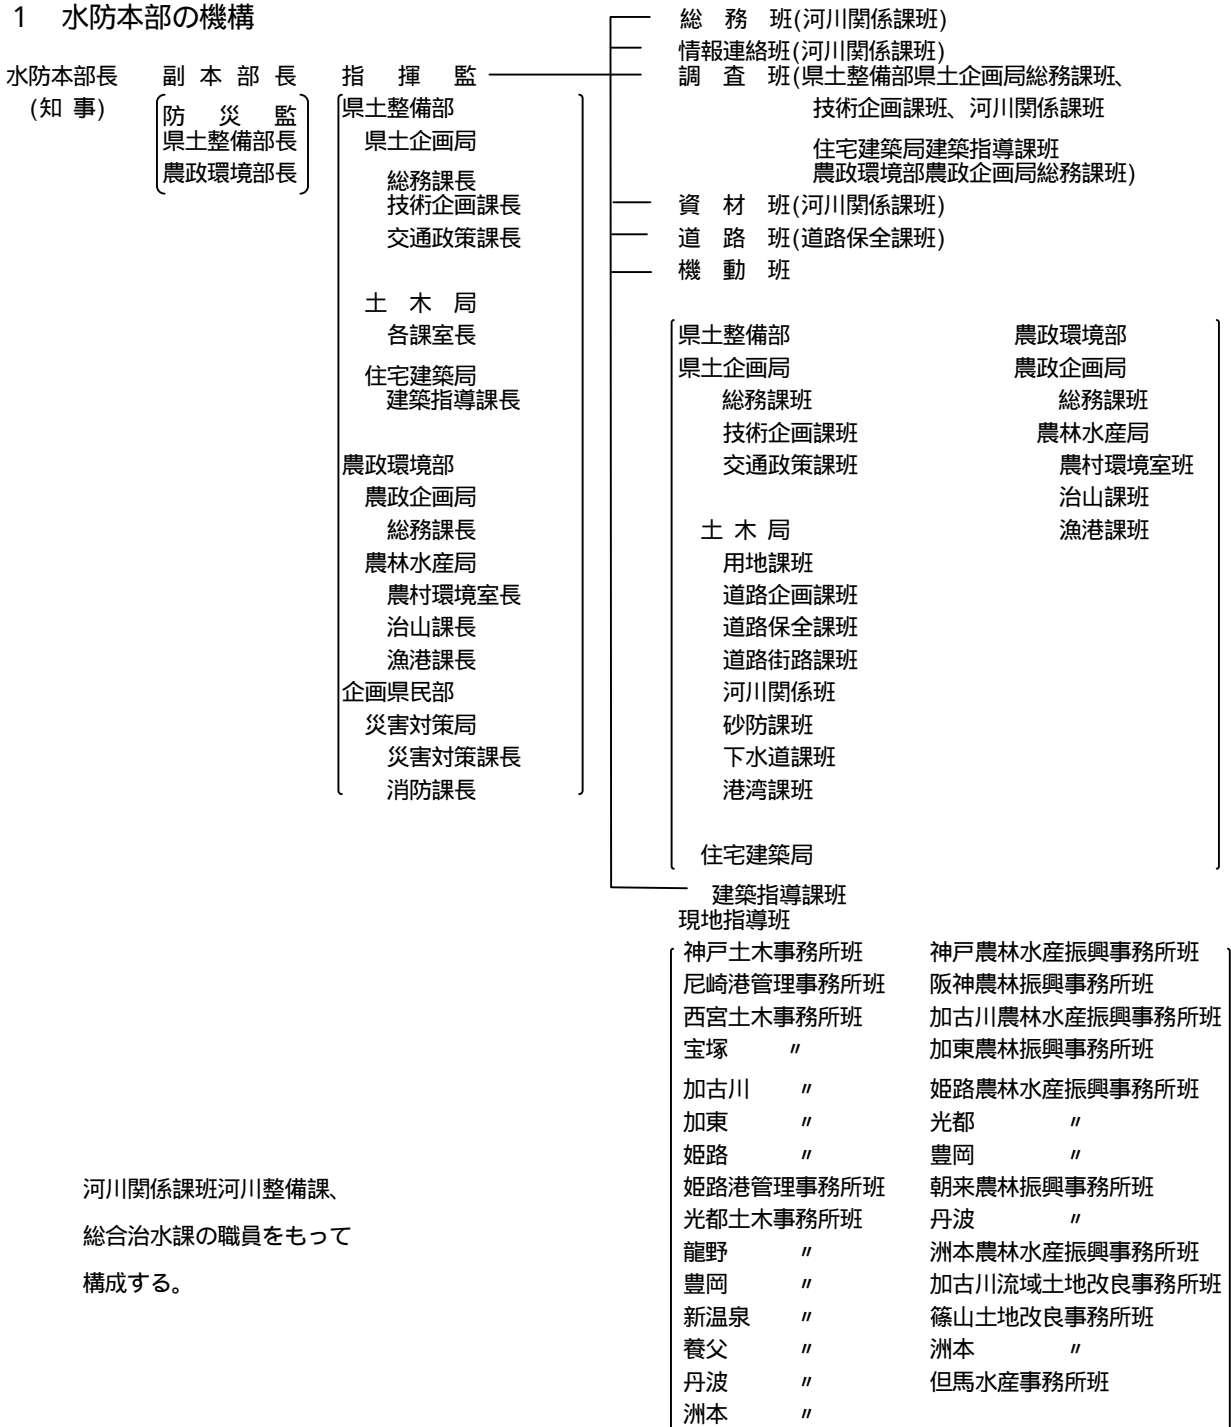 1 水防本部の機構
水防本部長
(知 事)
副 本 部 長
防 災 監
県土整備部長
農政環境部長
指 揮 監
県土整備部
県土企画局
総務課長
技術企画課長
交通政策課長
土 木 局
各課室長
住宅建築局
建築指導課長
農政環境部
農政企画局
総務課長
農林水産局
農村環境室長
治山課長
漁港課長
企画県民部
災害対策局
災害対策課長
消防課長
総 務 班(河川関係課班)
情報連絡班(河川関係課班)
調 査 班(県土整備部県土企画局総務課班、
技術企画課班、河川関係課班
住宅建築局建築指導課班
農政環境部農政企画局総務課班)
資 材 班(河川関係課班)
道 路 班(道路保全課班)
機 動 班
県土整備部
県土企画局
総務課班
技術企画課班
交通政策課班
土 木 局
用地課班
道路企画課班
道路保全課班
道路街路課班
河川関係班
砂防課班
下水道課班
港湾課班
住宅建築局
建築指導課班
農政環境部
農政企画局
総務課班
農林水産局
農村環境室班
治山課班
漁港課班
現地指導班
神戸土木事務所班
尼崎港管理事務所班
西宮土木事務所班
宝塚 〃
加古川 〃
加東 〃
姫路 〃
姫路港管理事務所班
光都土木事務所班
龍野 〃
豊岡 〃
新温泉 〃
養父 〃
丹波 〃
洲本 〃
神戸農林水産振興事務所班
阪神農林振興事務所班
加古川農林水産振興事務所班
加東農林振興事務所班
姫路農林水産振興事務所班
光都 〃
豊岡 〃
朝来農林振興事務所班
丹波 〃
洲本農林水産振興事務所班
加古川流域土地改良事務所班
篠山土地改良事務所班
洲本 〃
但馬水産事務所班
河川関係課班河川整備課、
総合治水課の職員をもって
構成する。